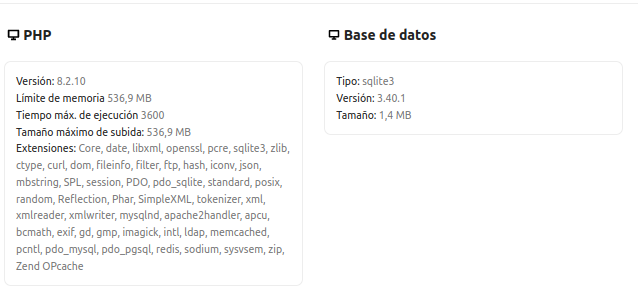 PHP
Versión: 8.2.10
Límite de memoria 536,9 MB
Tiempo máx. de ejecución 3600
Tamaño máximo de subida: 536,9 MB
Extensiones: Core, date, libxml, openssl, pcre, sqlite3, zlib,
ctype, curl, dom, fileinfo, filter, ftp, hash, iconv, json,
mbstring, SPL, session, PDO, pdo_sqlite, standard, posix,
random, Reflection, Phar, SimpleXML, tokenizer, xml,
xmlreader, xmlwriter, mysqlnd, apache2handler, apcu,
bcmath, exif, gd, gmp, imagick, intl, ldap, memcached,
pcntl, pdo_mysql, pdo_pgsql, redis, sodium, sysvsem, zip,
Zend OPcache
Base de datos
Tipo: sqlite3
Versión: 3.40.1
Tamaño: 1,4 MB